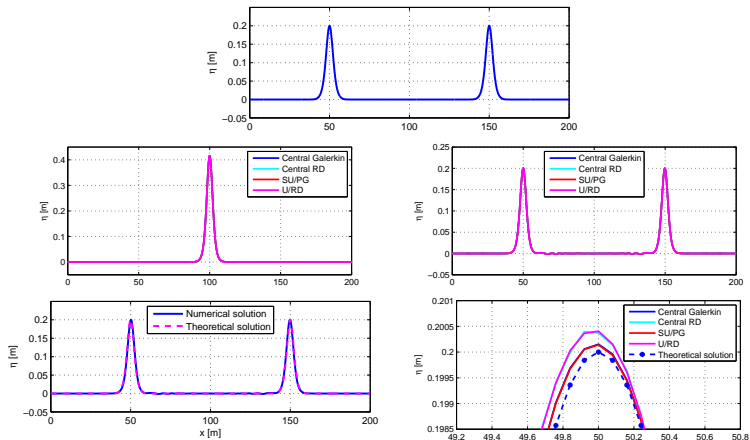 0.2
0.15
0.1
0.05
0
−0.05
η [m]
0 50 100 150 200
0.4
0.3
0.2
0.1
0
η [m]
0 50 100 150 200
Central Galerkin
Central RD
SU/PG
U/RD
0.25
0.2
0.15
0.1
0.05
0
−0.05
η [m]
0 50 100 150 200
Central Galerkin
Central RD
SU/PG
U/RD
0.2
0.15
0.1
0.05
0
−0.05
η [m]
0 50 100 150 200
x [m]
Numerical solution
Theoretical solution
0.201
0.2005
0.2
0.1995
0.199
0.1985
η [m]
49.2 49.4 49.6 49.8 50 50.2 50.4 50.6 50.8
Central Galerkin
Central RD
SU/PG
U/RD
Theoretical solution